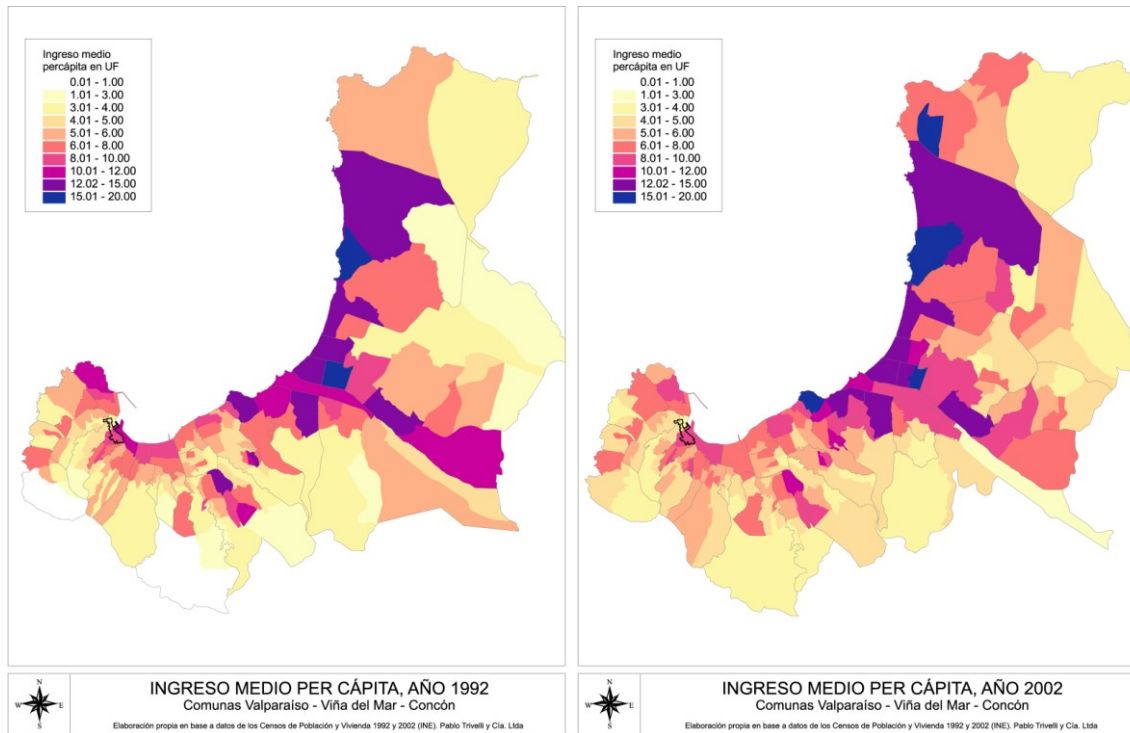 Ingreso medio
percápita en UF
0.01 - 1.00
1.01 - 3.00
3.01 - 4.00
4.01 - 5.00
5.01 - 6.00
6.01 - 8.00
8.01 - 10.00
10.01 - 12.00
12.02 - 15.00
15.01 - 20.00
N
W
E
S
INGRESO MEDIO PER CÁPITA, AÑO 1992
Comunas Valparaíso - Viña del Mar - Concón
Elaboración propia en base a datos de los Censos de Población y Vivienda 1992 y 2002 (INE). Pablo Trivelli y Cía. Ltda
Ingreso medio
percápita en UF
0.01 - 1.00
1.01 - 3.00
3.01 - 4.00
4.01 - 5.00
5.01 - 6.00
6.01 - 8.00
8.01 - 10.00
10.01 - 12.00
12.02 - 15.00
15.01 - 20.00
N
W
E
S
INGRESO MEDIO PER CÁPITA, AÑO 2002
Comunas Valparaíso - Viña del Mar - Concón
Elaboración propia en base a datos de los Censos de Población y Vivienda 1992 y 2002 (INE). Pablo Trivelli y Cía. Ltda